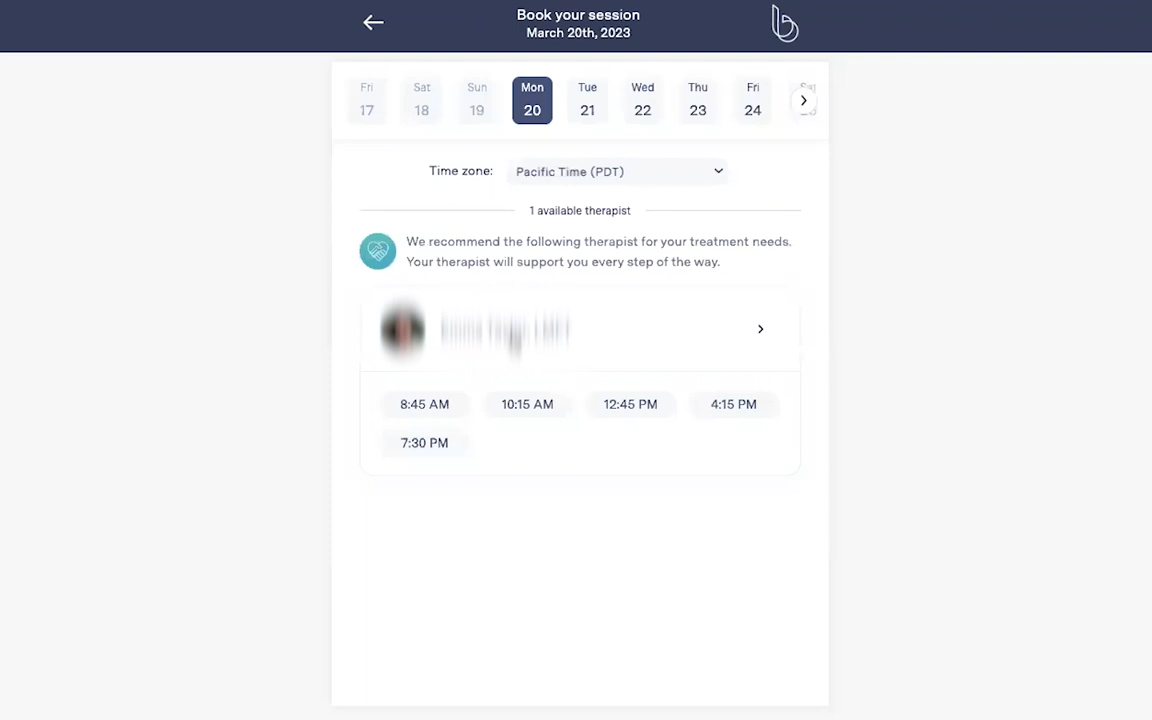 Book your session
March 20th, 2023
Fri Sat Sun Mon Tue Wed Thu Fri
17 18 19 20 21 22 23 24
Time zone: Pacific Time (PDT)
1 available therapist
We recommend the following therapist for your treatment needs.
Your therapist will support you every step of the way.
8:45 AM 10:15 AM 12:45 PM 4:15 PM
7:30 PM